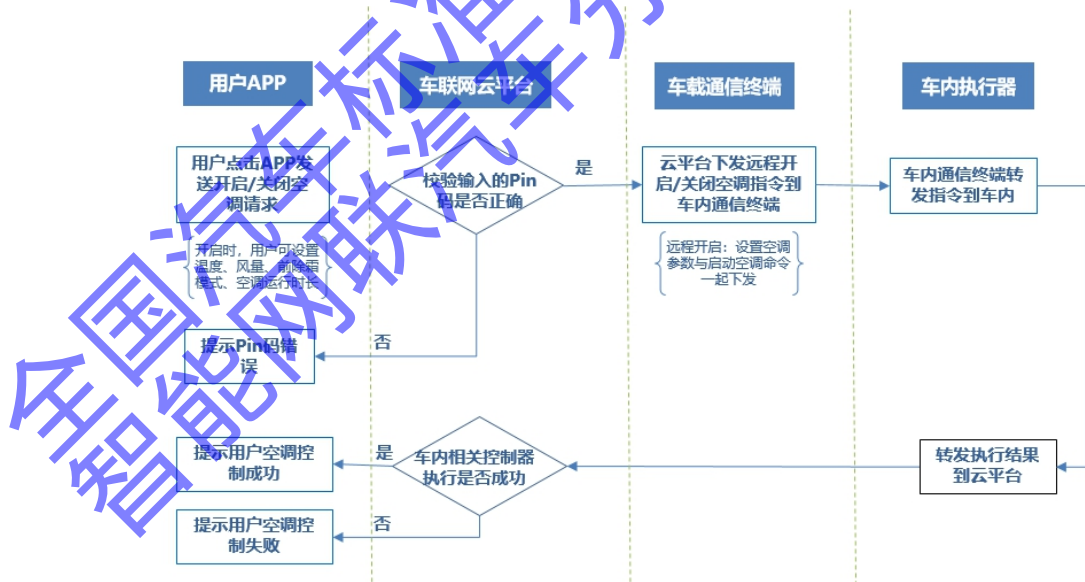 用户APP
车联网云平台
车载通信终端
车内执行器
用户点击APP发
送开启/关闭空
调请求
校验输入的Pin
码是否正确
是
云平台下发远程开
启/关闭空调指令到
车内通信终端
车内通信终端转
发指令到车内
开启时，用户可设置
温度、风量、前除霜
模式、空调运行时长
远程开启：设置空调
参数与启动空调命令
一起下发
否
提示Pin码错
误
提示用户空调控
制成功
是
车内相关控制器
执行是否成功
转发执行结果
到云平台
否
提示用户空调控
制失败
全国汽车标准
智能网联汽车分